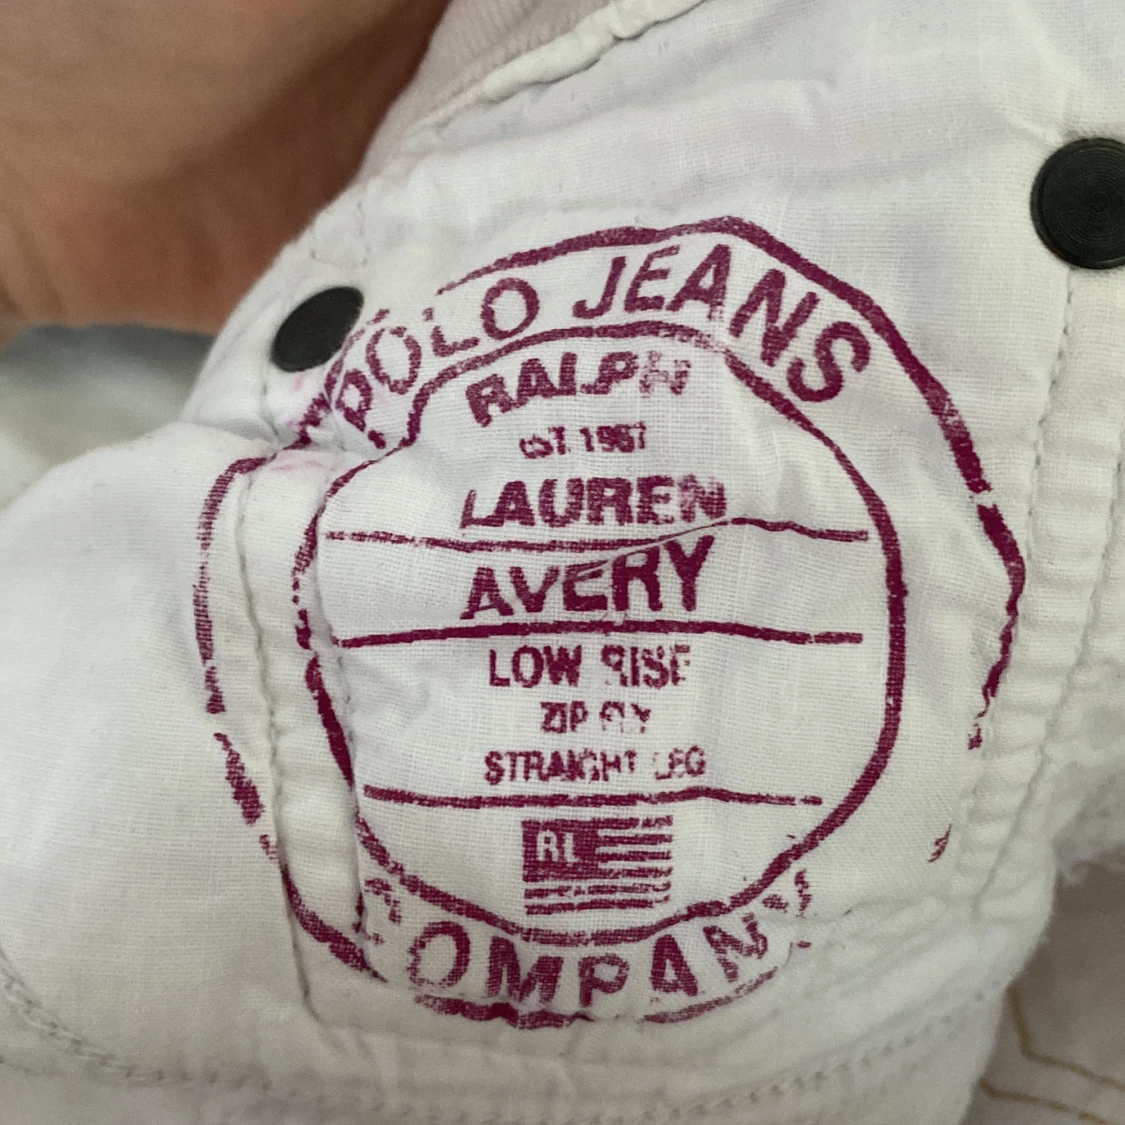 POLO JEANS
RALPH
EST. 1967
LAUREN
AVERY
LOW RISE
ZIP FLY
STRAIGHT LEG
RL
COMPANY